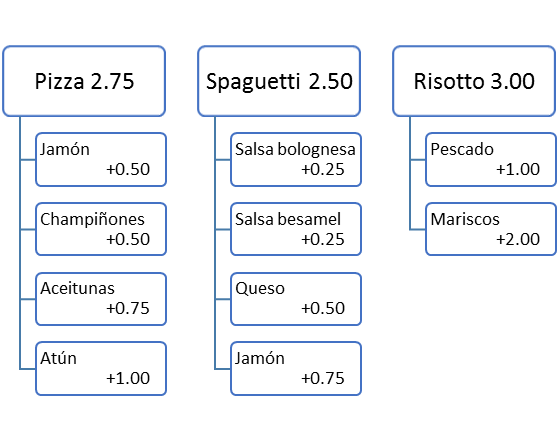 Pizza 2.75
Jamón
+0.50
Champiñones
+0.50
Aceitunas
+0.75
Atún
+1.00
Spaguetti 2.50
Salsa bolognesa
+0.25
Salsa besamel
+0.25
Queso
+0.50
Jamón
+0.75
Risotto 3.00
Pescado
+1.00
Mariscos
+2.00